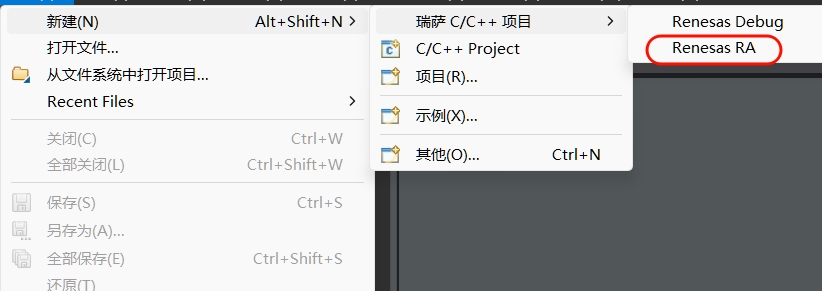 新建(N) Alt+Shift+N
打开文件...
从文件系统中打开项目...
Recent Files
关闭(C) Ctrl+W
全部关闭(L) Ctrl+Shift+W
保存(S) Ctrl+S
另存为(A)...
全部保存(E) Ctrl+Shift+S
还原(T)
瑞萨 C/C++ 项目
C/C++ Project
项目(R)...
示例(X)...
其他(O)... Ctrl+N
Renesas Debug
Renesas RA